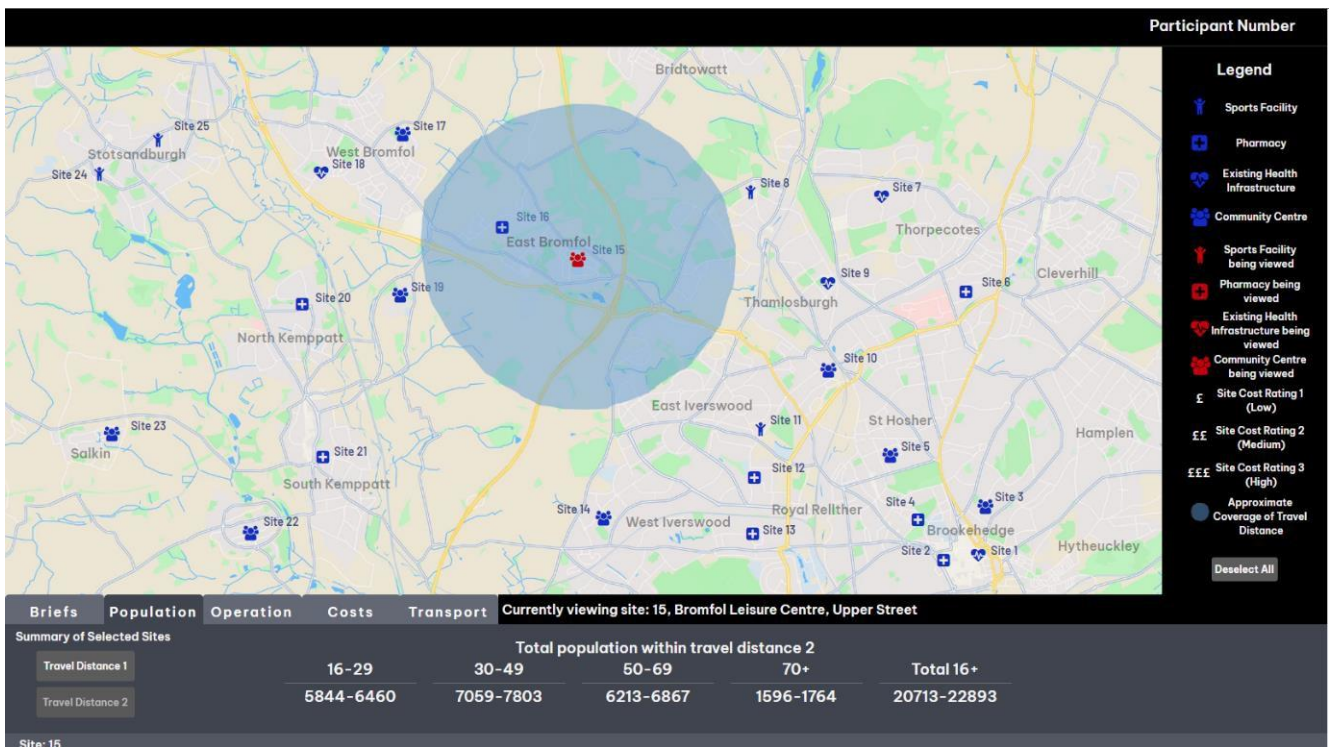 Participant Number
Bridtowatt
Site 25
Site 17
Stotsandburgh
West Bromfol
Site 18
Site 24
Site 8
Site 7
Site 16
Thorpecotes
East Bromfol
Site 15
Site 9
Cleverhill
Site 6
Site 19
Site 20
Thamlosburgh
North Kemppatt
Site 10
East Iverswood
Site 11
St Hosher
Site 23
Hamplen
Salkin
Site 21
Site 5
Site 12
South Kemppatt
Site 14
Site 4
Site 3
Royal Rellther
West Iverswood
Site 22
Site 13
Brookehedge
Site 2
Site 1
Hytheuckley
Legend
Sports Facility
Pharmacy
Existing Health
Infrastructure
Community Centre
Sports Facility
being viewed
Pharmacy being
viewed
Existing Health
Infrastructure being
viewed
Community Centre
being viewed
£ Site Cost Rating 1
(Low)
££ Site Cost Rating 2
(Medium)
£££ Site Cost Rating 3
(High)
Approximate
Coverage of Travel
Distance
Deselect All
Briefs Population Operation Costs Transport Currently viewing site: 15, Bromfol Leisure Centre, Upper Street
Summary of Selected Sites
Total population within travel distance 2
Travel Distance 1
16-29 30-49 50-69 70+ Total 16+
5844-6460 7059-7803 6213-6867 1596-1764 20713-22893
Travel Distance 2
Site: 15